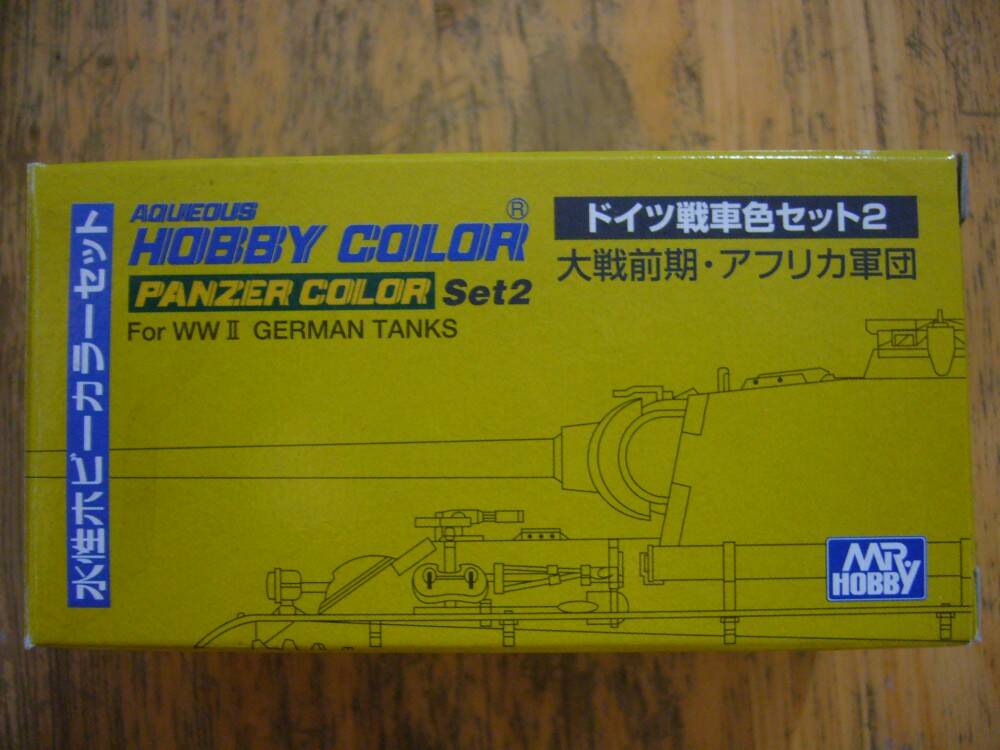 水性ホビーカラーセット
AQUEOUS
HOBBY COLOR®
PANZER COLOR Set2
For WWⅡ GERMAN TANKS
ドイツ戦車色セット2
大戦前期・アフリカ軍団
MR.
HOBBY